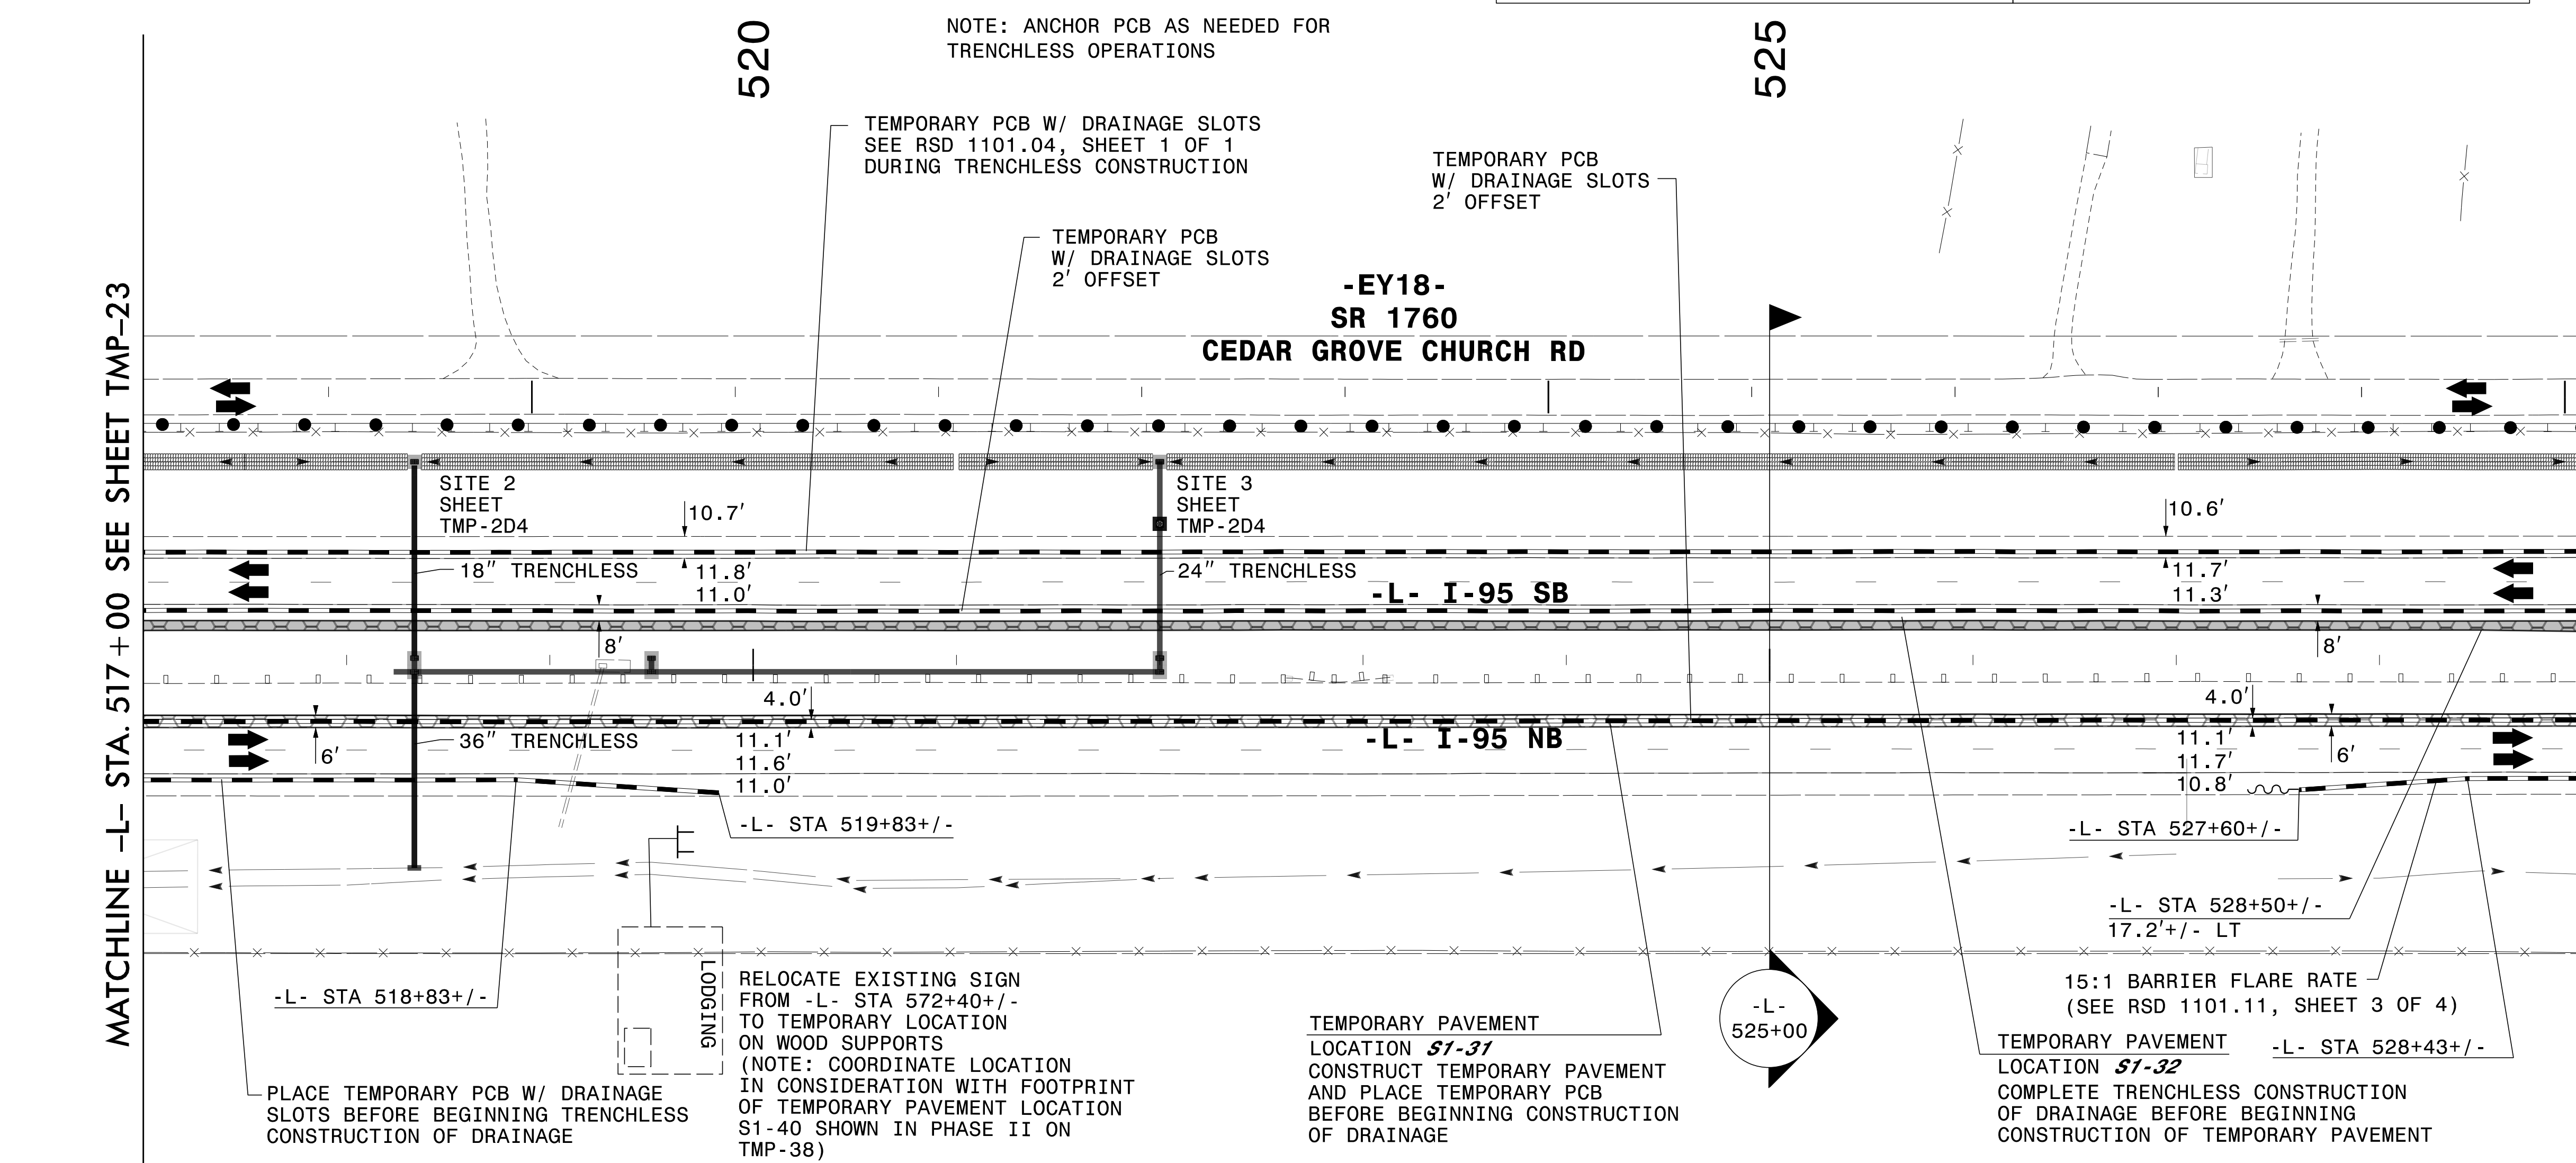 520
NOTE: ANCHOR PCB AS NEEDED FOR
TRENCHLESS OPERATIONS
525
TEMPORARY PCB W/ DRAINAGE SLOTS
SEE RSD 1101.04, SHEET 1 OF 1
DURING TRENCHLESS CONSTRUCTION
TEMPORARY PCB
W/ DRAINAGE SLOTS
2' OFFSET
TEMPORARY PCB
W/ DRAINAGE SLOTS
2' OFFSET
-EY18-
SR 1760
CEDAR GROVE CHURCH RD
MATCHLINE -L- STA. 517+00 SEE SHEET TMP-23
SITE 2
SHEET
TMP-2D4
10.7'
SITE 3
SHEET
TMP-2D4
10.6'
18" TRENCHLESS
11.8'
11.0'
24" TRENCHLESS
-L- I-95 SB
11.7'
11.3'
8'
8'
4.0'
4.0'
6'
36" TRENCHLESS
11.1'
11.6'
11.0'
-L- I-95 NB
11.1'
11.7'
10.8'
6'
-L- STA 519+83+/-
-L- STA 527+60+/-
-L- STA 528+50+/-
17.2'+/- LT
-L- STA 518+83+/-
LODGING
RELOCATE EXISTING SIGN
FROM -L- STA 572+40+/-
TO TEMPORARY LOCATION
ON WOOD SUPPORTS
(NOTE: COORDINATE LOCATION
IN CONSIDERATION WITH FOOTPRINT
OF TEMPORARY PAVEMENT LOCATION
S1-40 SHOWN IN PHASE II ON
TMP-38)
PLACE TEMPORARY PCB W/ DRAINAGE
SLOTS BEFORE BEGINNING TRENCHLESS
CONSTRUCTION OF DRAINAGE
TEMPORARY PAVEMENT
LOCATION S1-31
CONSTRUCT TEMPORARY PAVEMENT
AND PLACE TEMPORARY PCB
BEFORE BEGINNING CONSTRUCTION
OF DRAINAGE
-L-
525+00
15:1 BARRIER FLARE RATE
(SEE RSD 1101.11, SHEET 3 OF 4)
TEMPORARY PAVEMENT
LOCATION S1-32
COMPLETE TRENCHLESS CONSTRUCTION
OF DRAINAGE BEFORE BEGINNING
CONSTRUCTION OF TEMPORARY PAVEMENT
-L- STA 528+43+/-